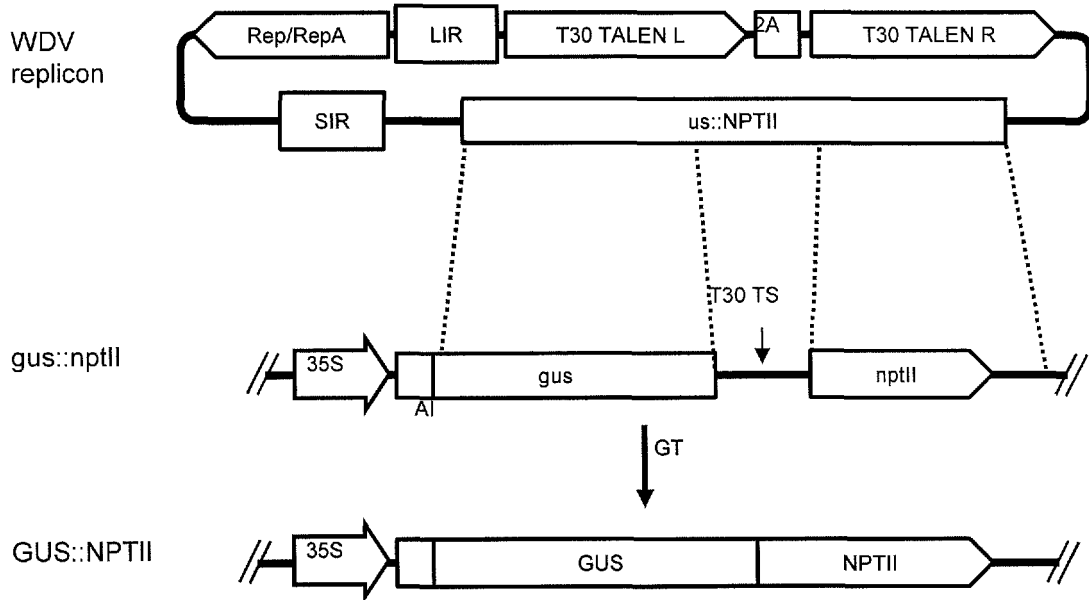 WDV
replicon
Rep/RepA
LIR
T30 TALEN L
2A
T30 TALEN R
SIR
us::NPTII
T30 TS
gus::nptII
35S
gus
nptII
A
GT
GUS::NPTII
35S
GUS
NPTII